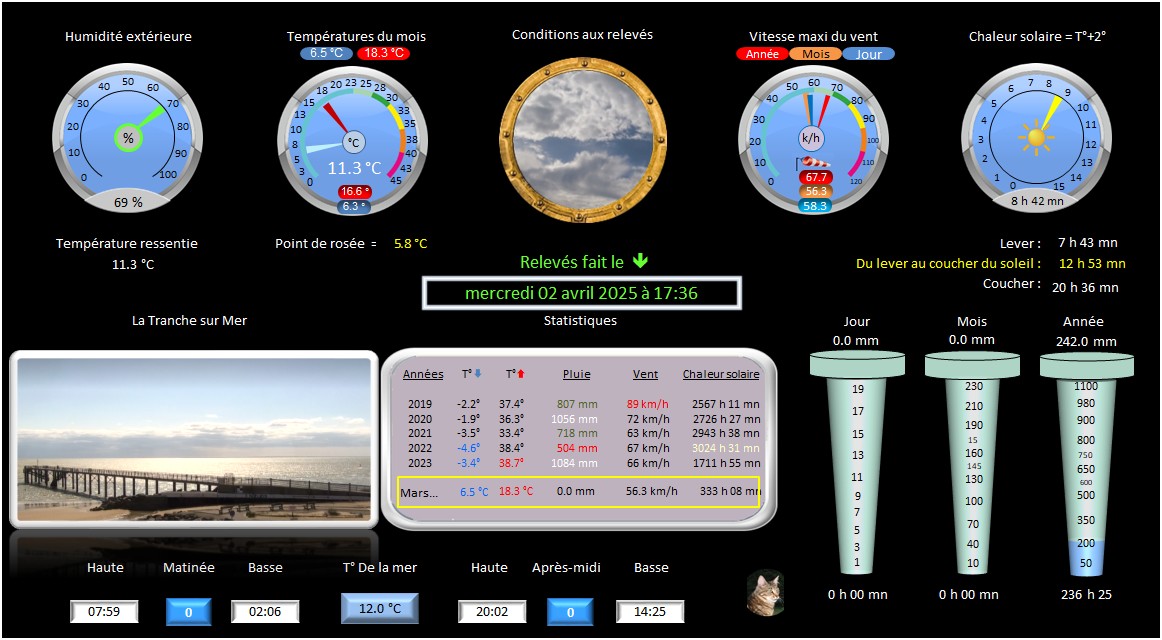 Humidité extérieure
0 10 20 30 40 50 60 70 80 90 100
%
69 %
Températures du mois
6.5 °C 18.3 °C
0 3 5 8 10 13 15 18 20 23 25 28 30 33 35 38 40 43 45
°C
11.3 °C
16.6 °
6.3 °
Conditions aux relevés
Vitesse maxi du vent
Année Mois Jour
0 10 20 30 40 50 60 70 80 90 100 110 120
k/h
67.7
56.3
58.3
Chaleur solaire = T°+2°
0 1 2 3 4 5 6 7 8 9 10 11 12 13 14 15
8 h 42 mn
Température ressentie
11.3 °C
Point de rosée = 5.8 °C
Relevés fait le
mercredi 02 avril 2025 à 17:36
Lever : 7 h 43 mn
Du lever au coucher du soleil : 12 h 53 mn
Coucher : 20 h 36 mn
La Tranche sur Mer
Statistiques
Années T° T° Pluie Vent Chaleur solaire
2019 -2.2° 37.4° 807 mm 89 km/h 2567 h 11 mn
2020 -1.9° 36.3° 1056 mm 72 km/h 2726 h 27 mn
2021 -3.5° 33.4° 718 mm 63 km/h 2943 h 38 mn
2022 -4.6° 38.4° 504 mm 67 km/h 3024 h 31 mn
2023 -3.4° 38.7° 1084 mm 66 km/h 1711 h 55 mn
Mars... 6.5 °C 18.3 °C 0.0 mm 56.3 km/h 333 h 08 mn
Jour
0.0 mm
19
17
15
13
11
9
7
5
3
1
0 h 00 mn
Mois
0.0 mm
230
210
190
15
160
145
130
100
70
40
10
0 h 00 mn
Année
242.0 mm
1100
980
900
800
750
650
600
500
350
200
50
236 h 25
Haute Matinée Basse T° De la mer Haute Après-midi Basse
07:59 0 02:06 12.0 °C 20:02 0 14:25